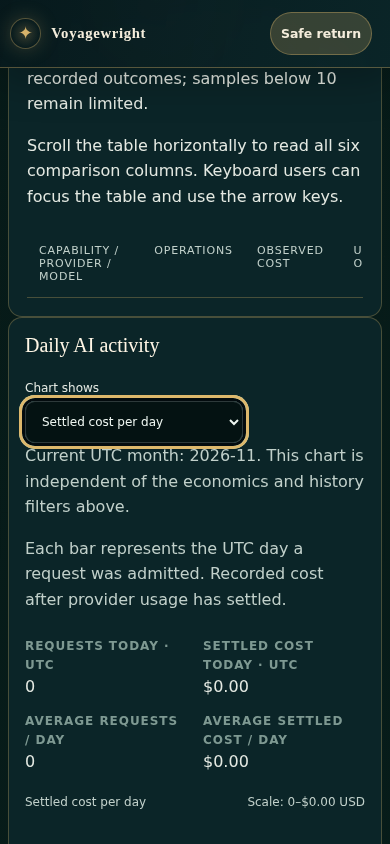 Voyagewright
Safe return
recorded outcomes; samples below 10
remain limited.
Scroll the table horizontally to read all six
comparison columns. Keyboard users can
focus the table and use the arrow keys.
CAPABILITY /
PROVIDER /
MODEL
OPERATIONS
OBSERVED
COST
Daily AI activity
Chart shows
Settled cost per day
Current UTC month: 2026-11. This chart is
independent of the economics and history
filters above.
Each bar represents the UTC day a
request was admitted. Recorded cost
after provider usage has settled.
REQUESTS TODAY ·
UTC
0
SETTLED COST
TODAY · UTC
$0.00
AVERAGE REQUESTS
/ DAY
0
AVERAGE SETTLED
COST / DAY
$0.00
Settled cost per day
Scale: 0–$0.00 USD